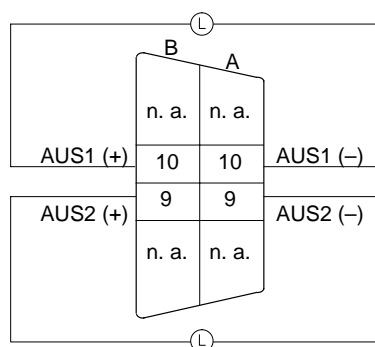 L
B A
n. a. n. a.
AUS1 (+) 10 10 AUS1 (–)
AUS2 (+) 9 9 AUS2 (–)
n. a. n. a.
L